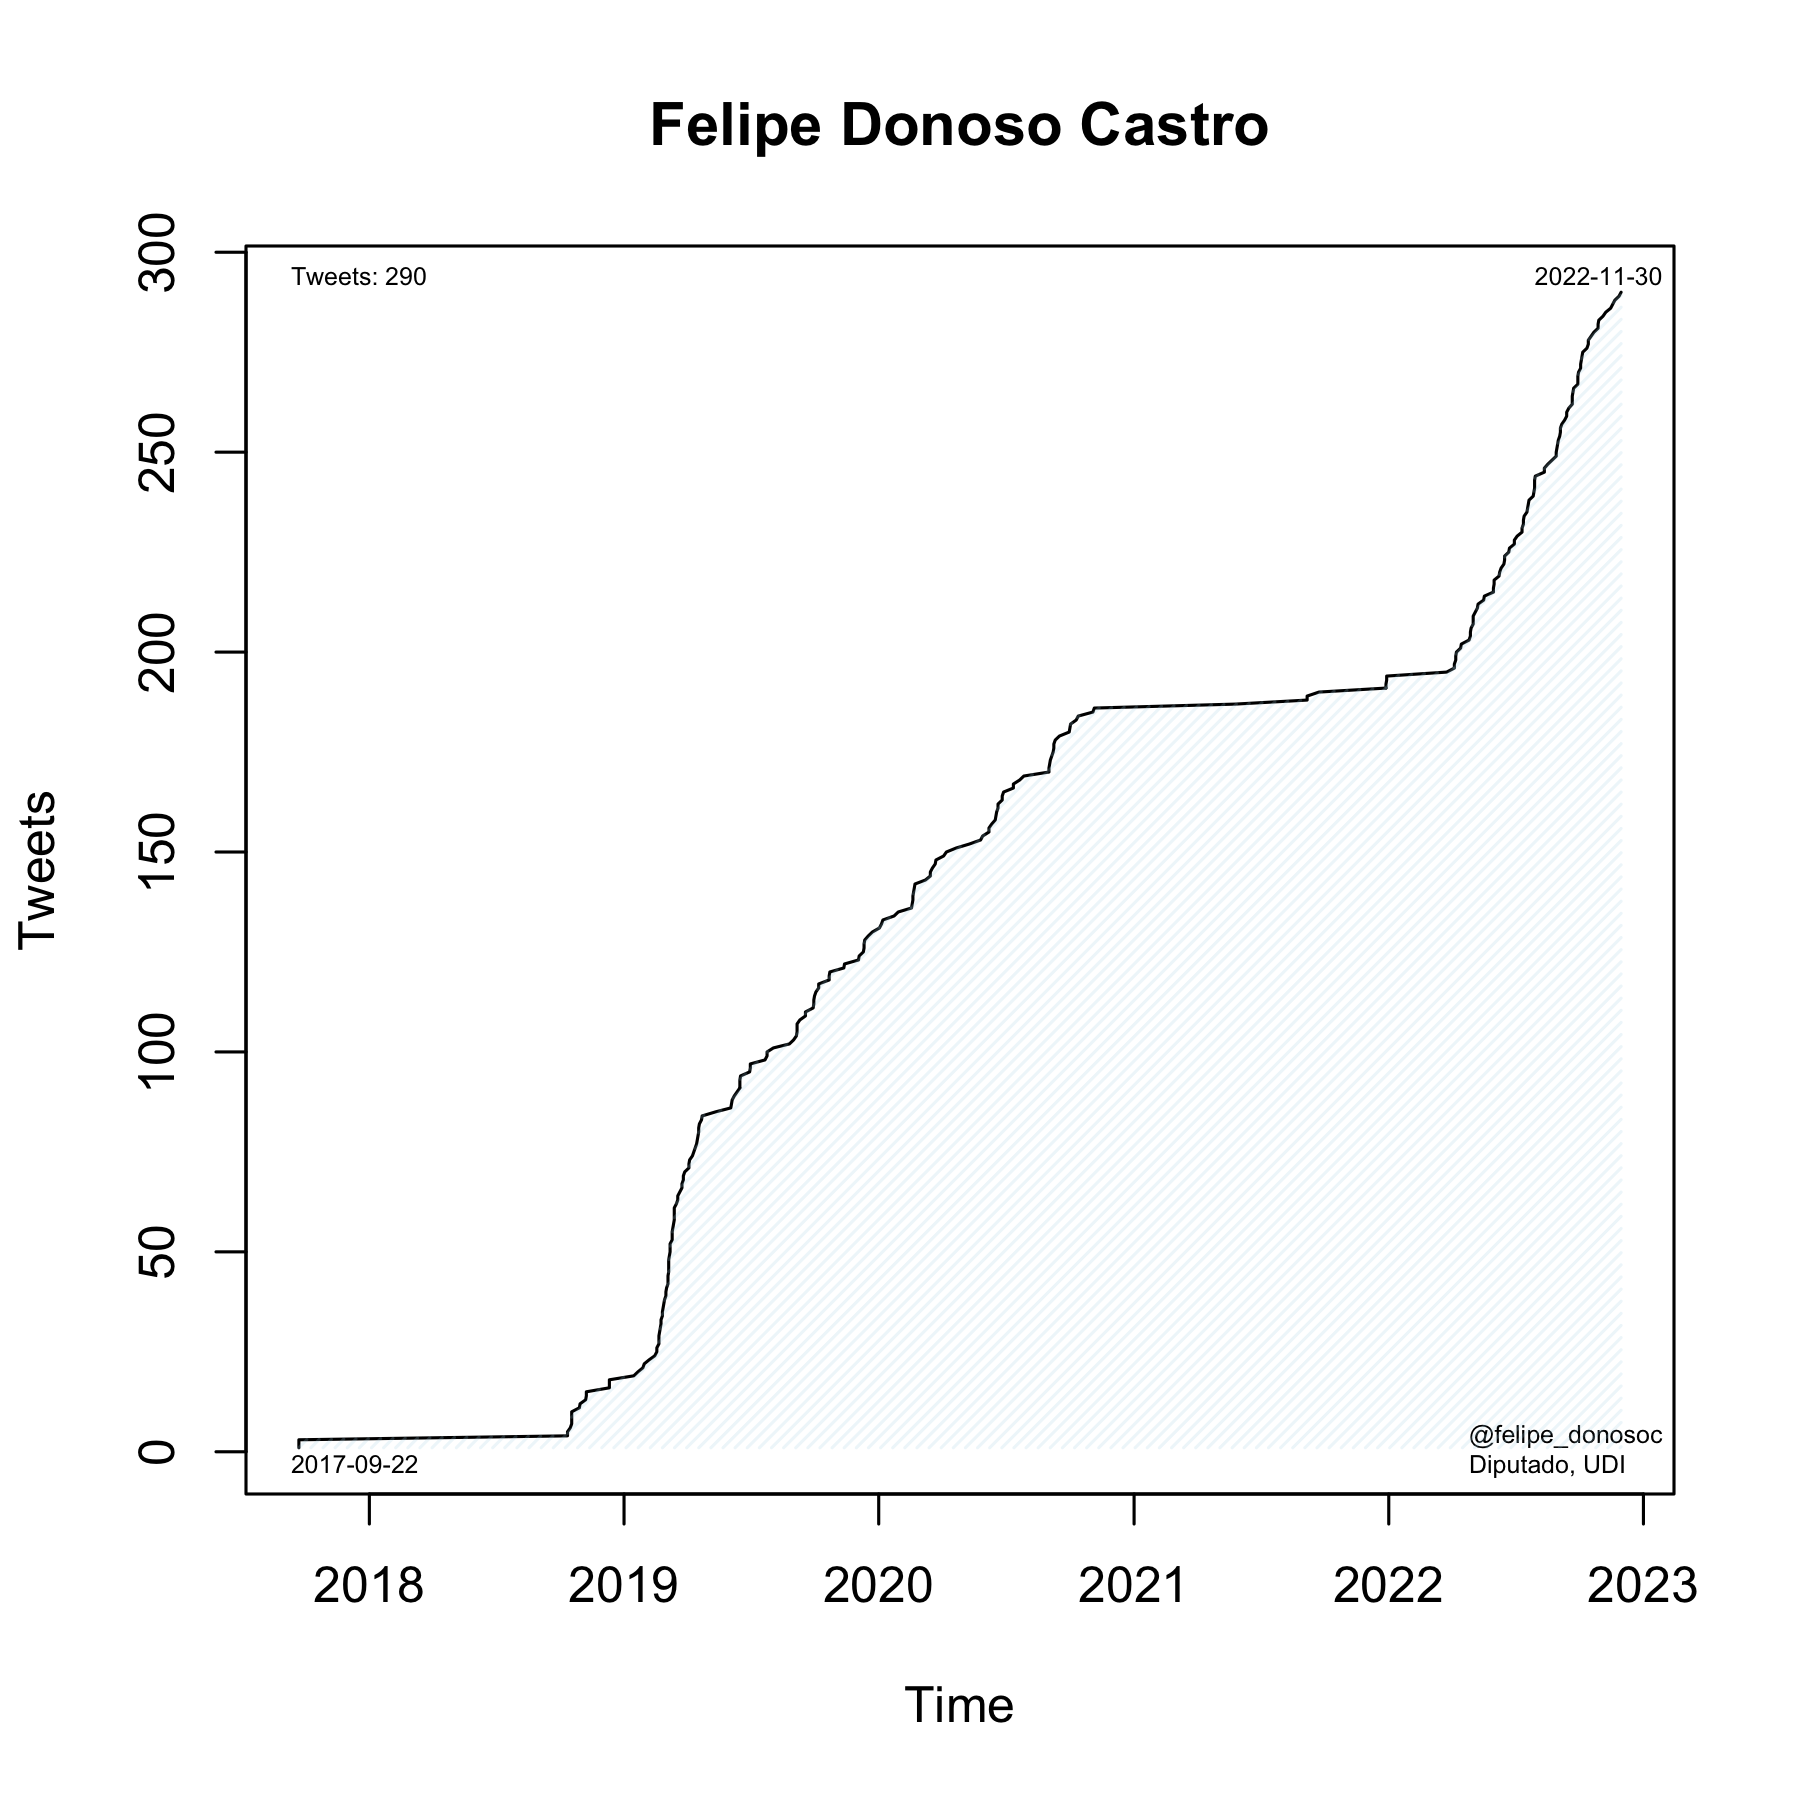 Felipe Donoso Castro
Tweets: 290
2022-11-30
300
250
200
150
100
50
0
Tweets
2017-09-22
@felipe_donosoc
Diputado, UDI
2018 2019 2020 2021 2022 2023
Time